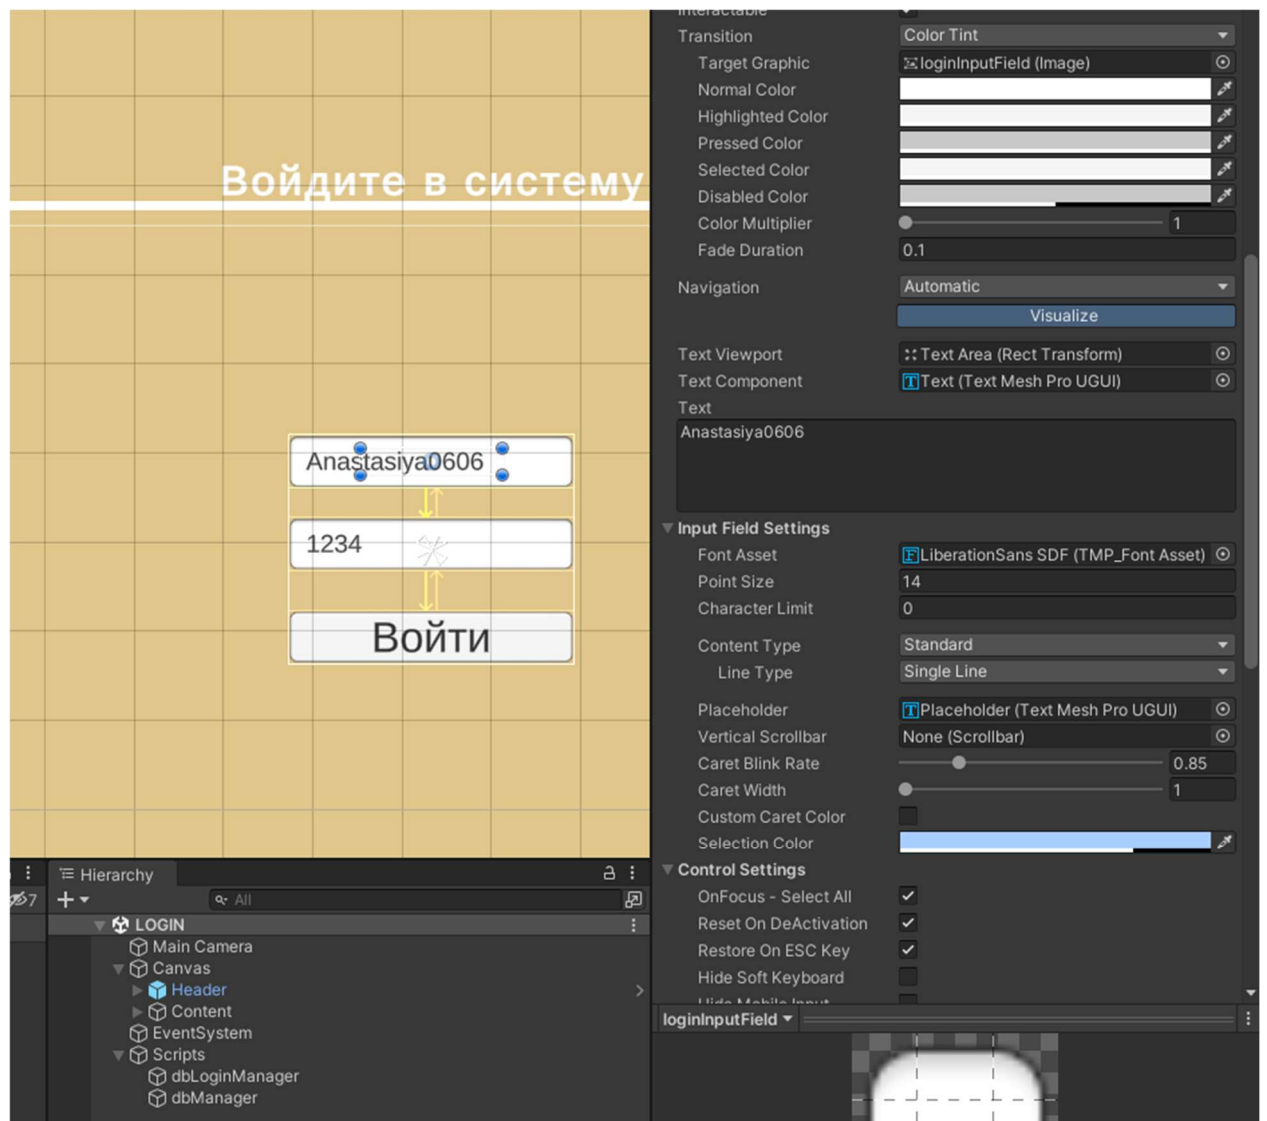 Войдите в систему
Anastasiya0606
1234
Войти
Interactable
Transition
Color Tint
Target Graphic
loginInputField (Image)
Normal Color
Highlighted Color
Pressed Color
Selected Color
Disabled Color
Color Multiplier
1
Fade Duration
0.1
Navigation
Automatic
Visualize
Text Viewport
Text Area (Rect Transform)
Text Component
Text (Text Mesh Pro UGUI)
Text
Anastasiya0606
Input Field Settings
Font Asset
LiberationSans SDF (TMP_Font Asset)
Point Size
14
Character Limit
0
Content Type
Standard
Line Type
Single Line
Placeholder
Placeholder (Text Mesh Pro UGUI)
Vertical Scrollbar
None (Scrollbar)
Caret Blink Rate
0.85
Caret Width
1
Custom Caret Color
Selection Color
Control Settings
OnFocus - Select All
Reset On DeActivation
Restore On ESC Key
Hide Soft Keyboard
Hide Mobile Input
loginInputField
Hierarchy
7
All
LOGIN
Main Camera
Canvas
Header
Content
EventSystem
Scripts
dbLoginManager
dbManager